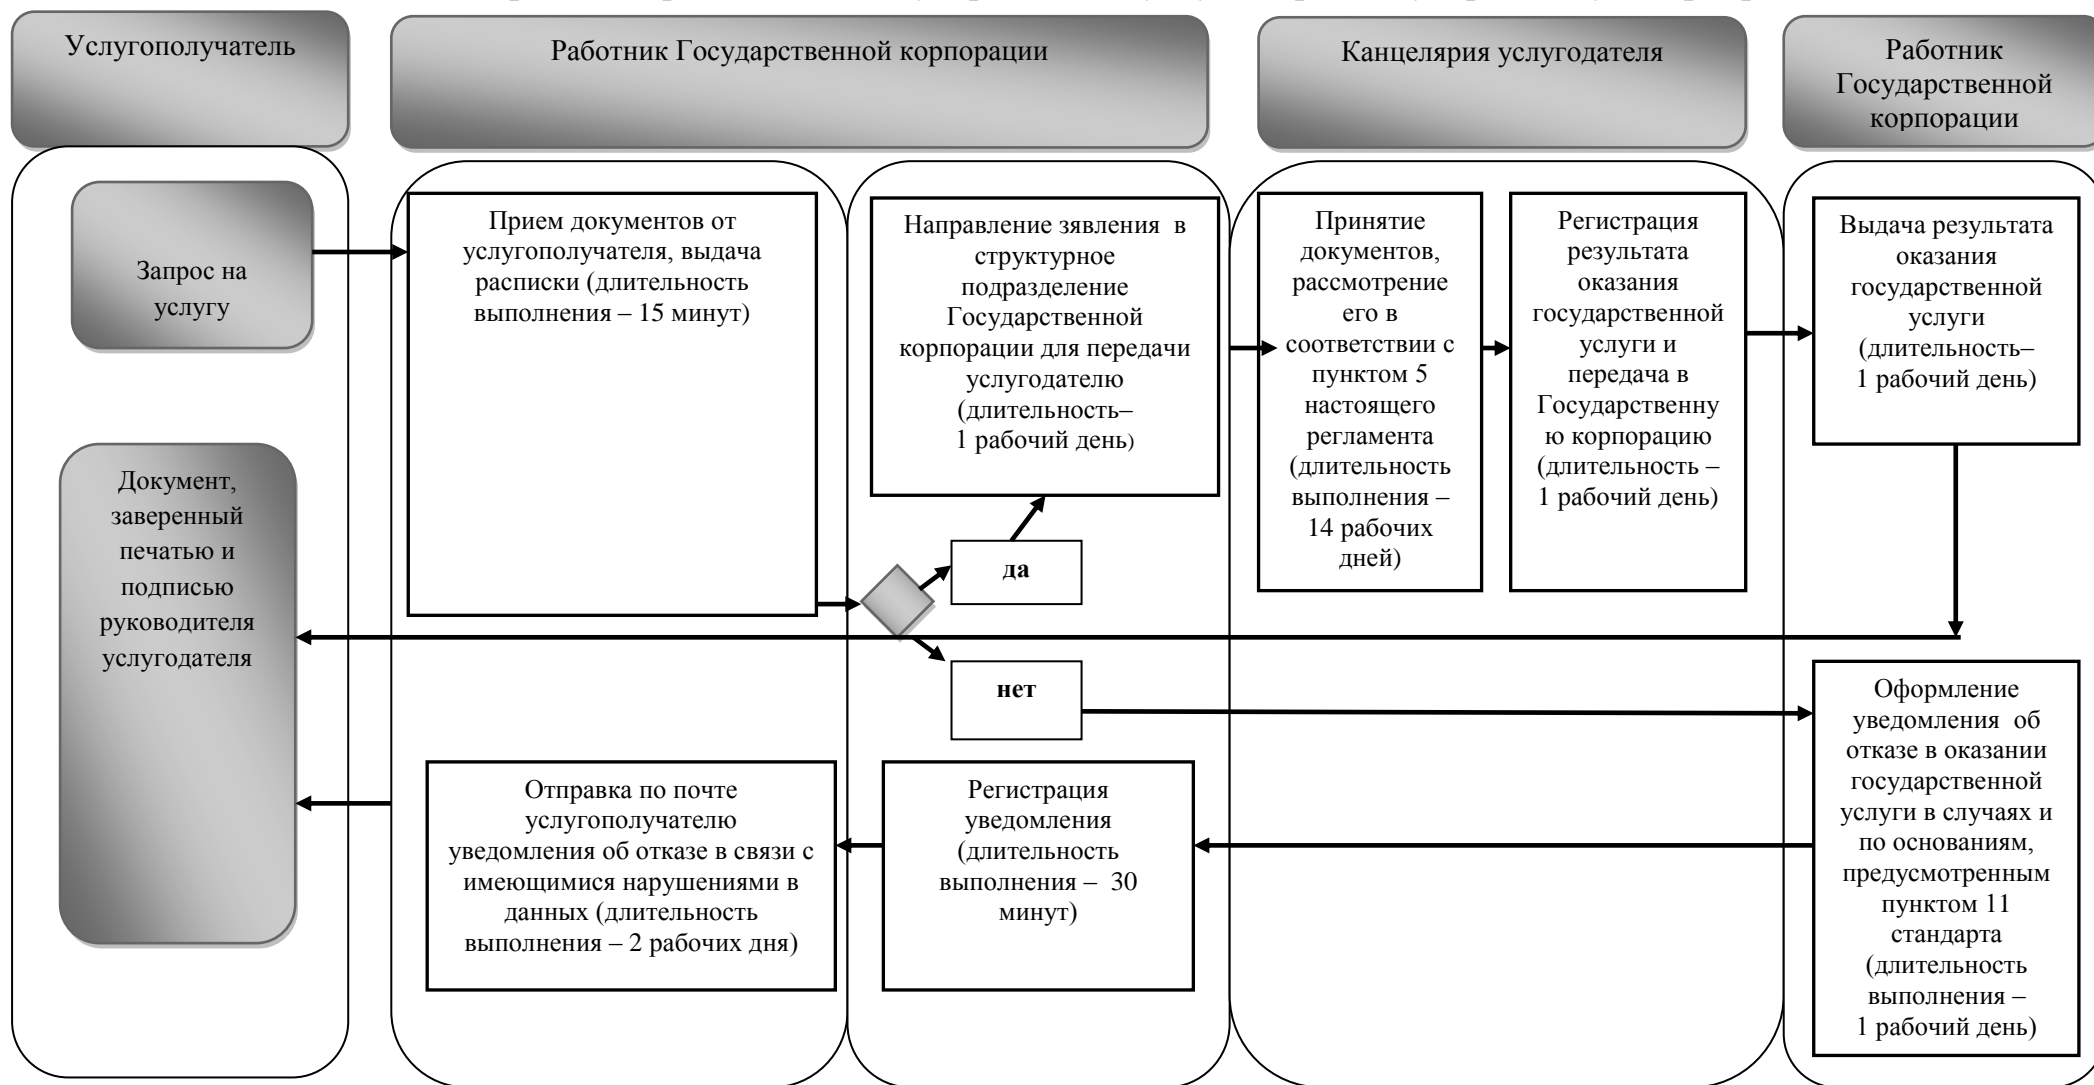 Услугополучатель
Работник Государственной корпорации
Канцелярия услугодателя
Работник
Государственной
корпорации
Запрос на
услугу
Прием документов от
услугополучателя, выдача
расписки (длительность
выполнения – 15 минут)
Направление зявления в
структурное
подразделение
Государственной
корпорации для передачи
услугодателю
(длительность–
1 рабочий день)
Принятие
документов,
рассмотрение
его в
соответствии с
пунктом 5
настоящего
регламента
(длительность
выполнения –
14 рабочих
дней)
Регистрация
результата
оказания
государственной
услуги и
передача в
Государственну
ю корпорацию
(длительность –
1 рабочий день)
Выдача результата
оказания
государственной
услуги
(длительность–
1 рабочий день)
Документ,
заверенный
печатью и
подписью
руководителя
услугодателя
да
нет
Отправка по почте
услугополучателю
уведомления об отказе в связи с
имеющимися нарушениями в
данных (длительность
выполнения – 2 рабочих дня)
Регистрация
уведомления
(длительность
выполнения – 30
минут)
Оформление
уведомления об
отказе в оказании
государственной
услуги в случаях и
по основаниям,
предусмотренным
пунктом 11
стандарта
(длительность
выполнения –
1 рабочий день)